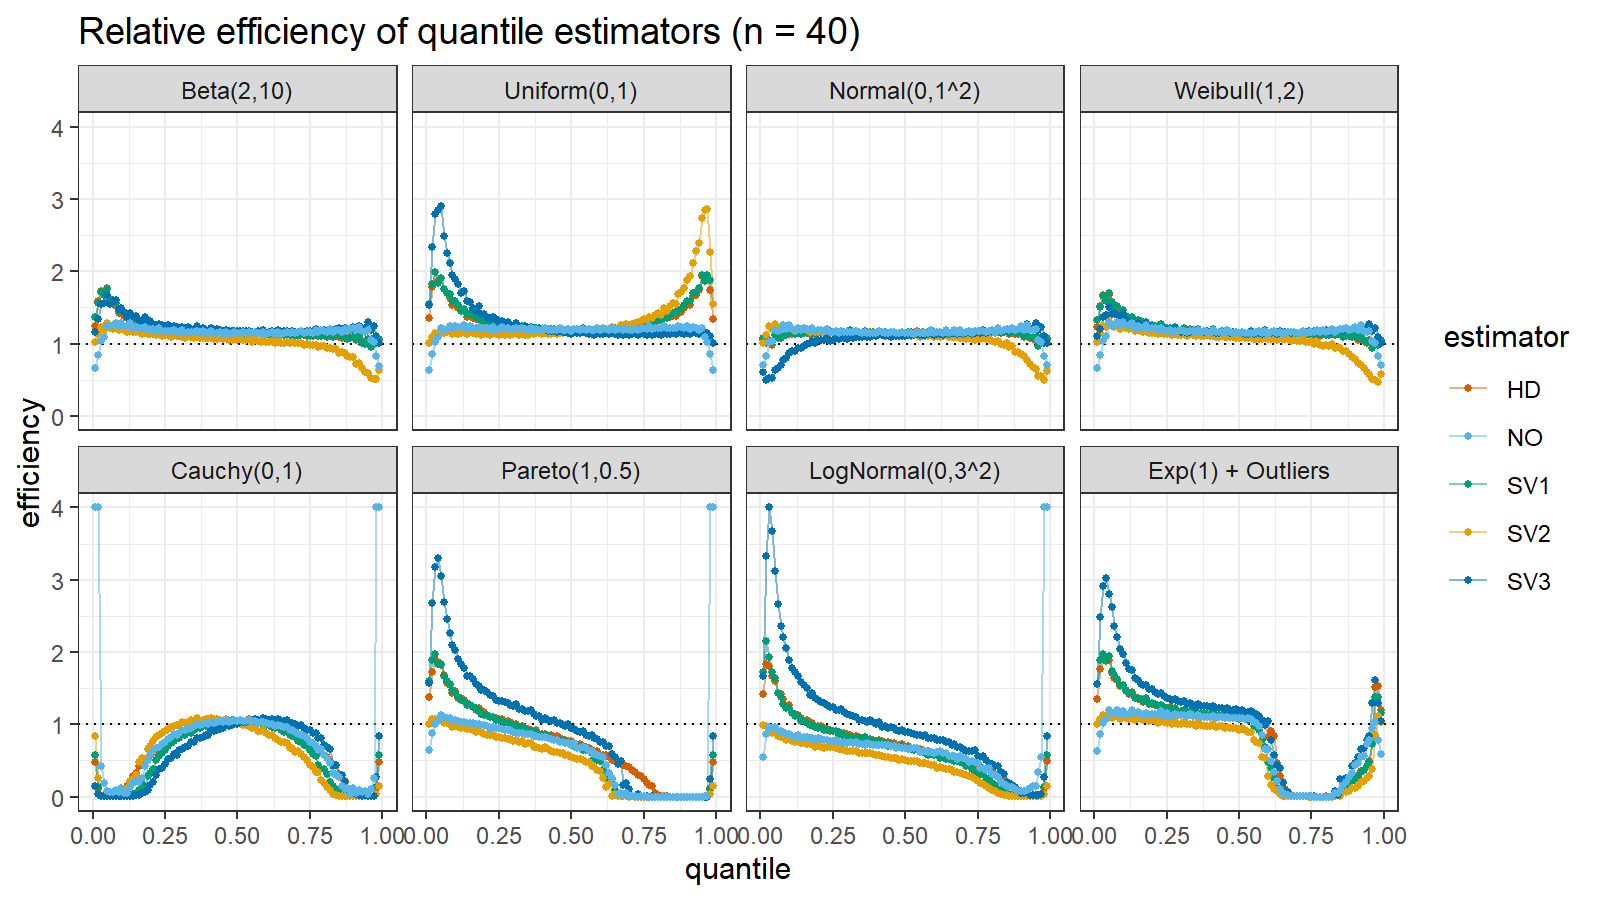 Relative efficiency of quantile estimators (n = 40)
Beta(2,10)
Uniform(0,1)
Normal(0,1^2)
Weibull(1,2)
4
3
2
1
0
Cauchy(0,1)
Pareto(1,0.5)
LogNormal(0,3^2)
Exp(1) + Outliers
4
3
2
1
0
0.00 0.25 0.50 0.75 1.00
0.00 0.25 0.50 0.75 1.00
0.00 0.25 0.50 0.75 1.00
0.00 0.25 0.50 0.75 1.00
quantile
efficiency
estimator
HD
NO
SV1
SV2
SV3